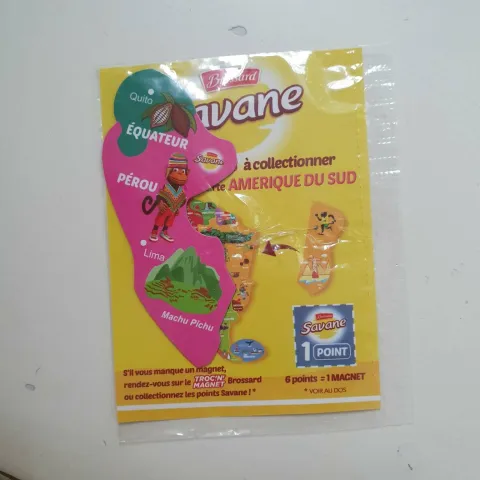 Brossard
avane
Quito
ÉQUATEUR
Savane
à collectionner
PÉROU
rte AMERIQUE DU SUD
Lima
Machu Pichu
Brossard
Savane
1 POINT
S'il vous manque un magnet,
rendez-vous sur le TROC'N! MAGNET Brossard
ou collectionnez les points Savane ! *
6 points = 1 MAGNET
* VOIR AU DOS